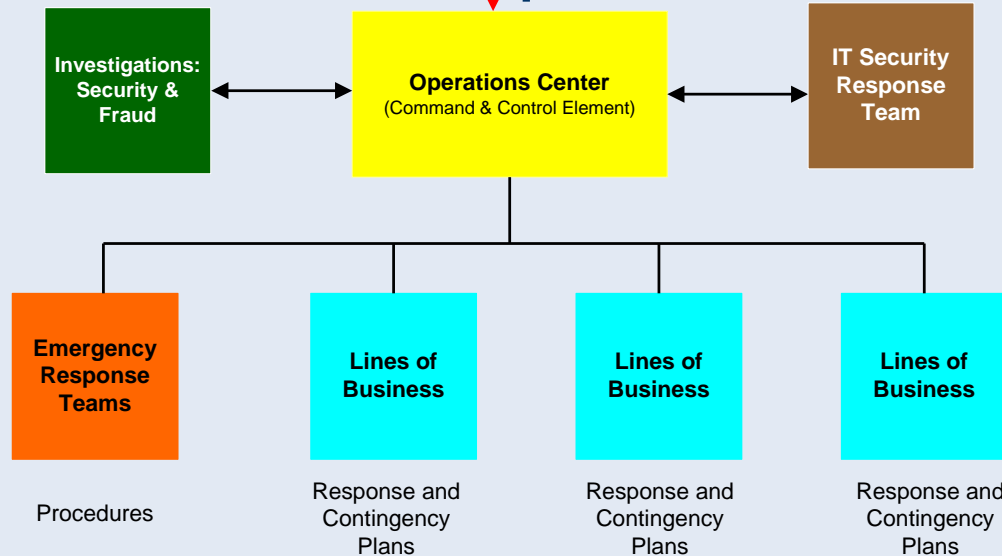 Investigations:
Security &
Fraud
Operations Center
(Command & Control Element)
IT Security
Response
Team
Emergency
Response
Teams
Lines of
Business
Lines of
Business
Lines of
Business
Procedures
Response and
Contingency
Plans
Response and
Contingency
Plans
Response and
Contingency
Plans